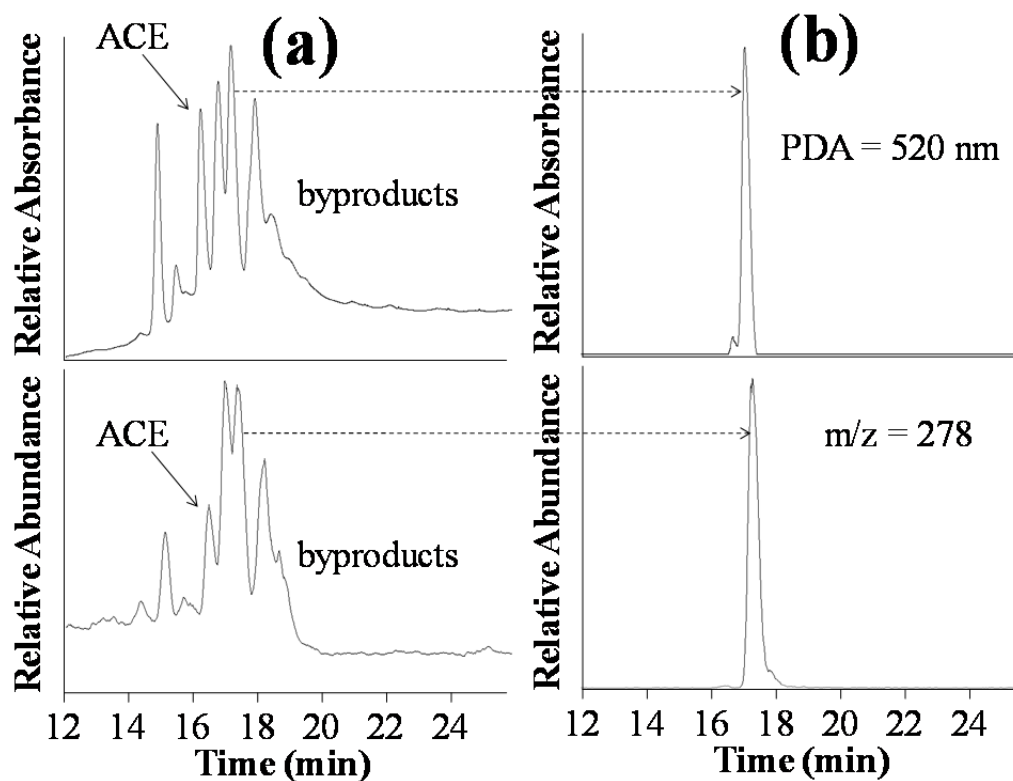 (a)
ACE
byproducts
Relative Absorbance
(b)
PDA = 520 nm
Relative Absorbance
ACE
byproducts
Relative Abundance
12 14 16 18 20 22 24
Time (min)
m/z = 278
Relative Abundance
12 14 16 18 20 22 24
Time (min)